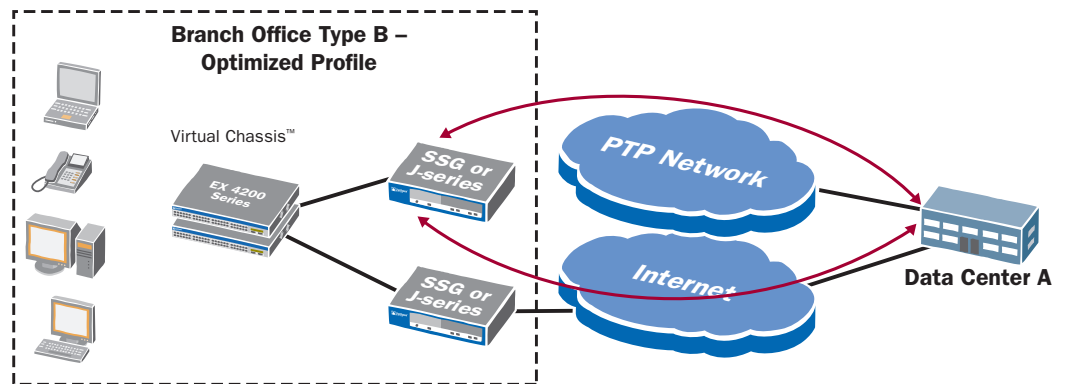 Branch Office Type B –
Optimized Profile
Virtual Chassis™
EX 4200
Series
SSG or
J-series
SSG or
J-series
PTP Network
Internet
Data Center A